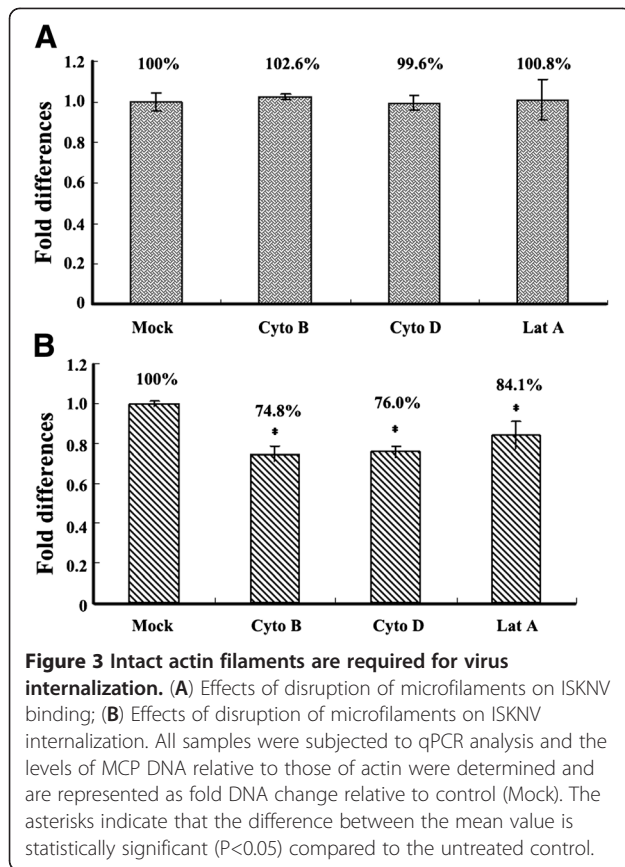 A
100% 102.6% 99.6% 100.8%
Fold differences
1.2
1.0
0.8
0.6
0.4
0.2
0
Mock Cyto B Cyto D Lat A
B
100% 74.8% 76.0% 84.1%
* * *
Fold differences
1.2
1.0
0.8
0.6
0.4
0.2
0
Mock Cyto B Cyto D Lat A
Figure 3 Intact actin filaments are required for virus
internalization. (A) Effects of disruption of microfilaments on ISKNV
binding; (B) Effects of disruption of microfilaments on ISKNV
internalization. All samples were subjected to qPCR analysis and the
levels of MCP DNA relative to those of actin were determined and
are represented as fold DNA change relative to control (Mock). The
asterisks indicate that the difference between the mean value is
statistically significant (P<0.05) compared to the untreated control.